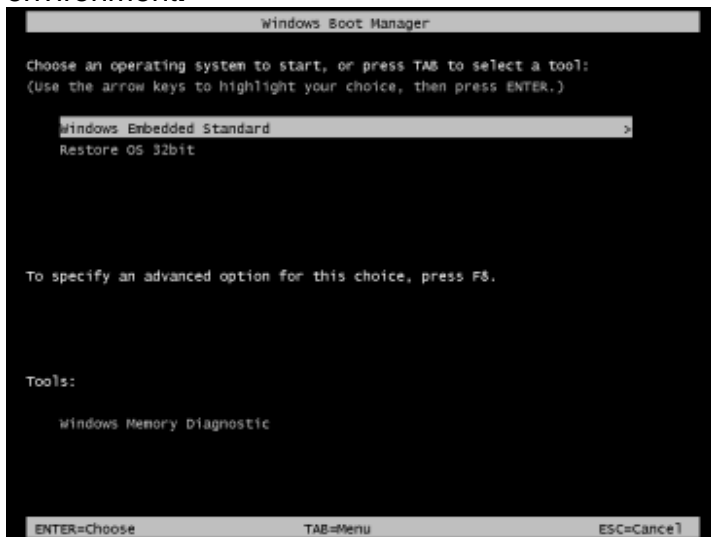 environment.
Windows Boot Manager
Choose an operating system to start, or press TAB to select a tool:
(Use the arrow keys to highlight your choice, then press ENTER.)
Windows Embedded Standard >
Restore OS 32bit
To specify an advanced option for this choice, press F8.
Tools:
Windows Memory Diagnostic
ENTER=Choose TAB=Menu ESC=Cancel